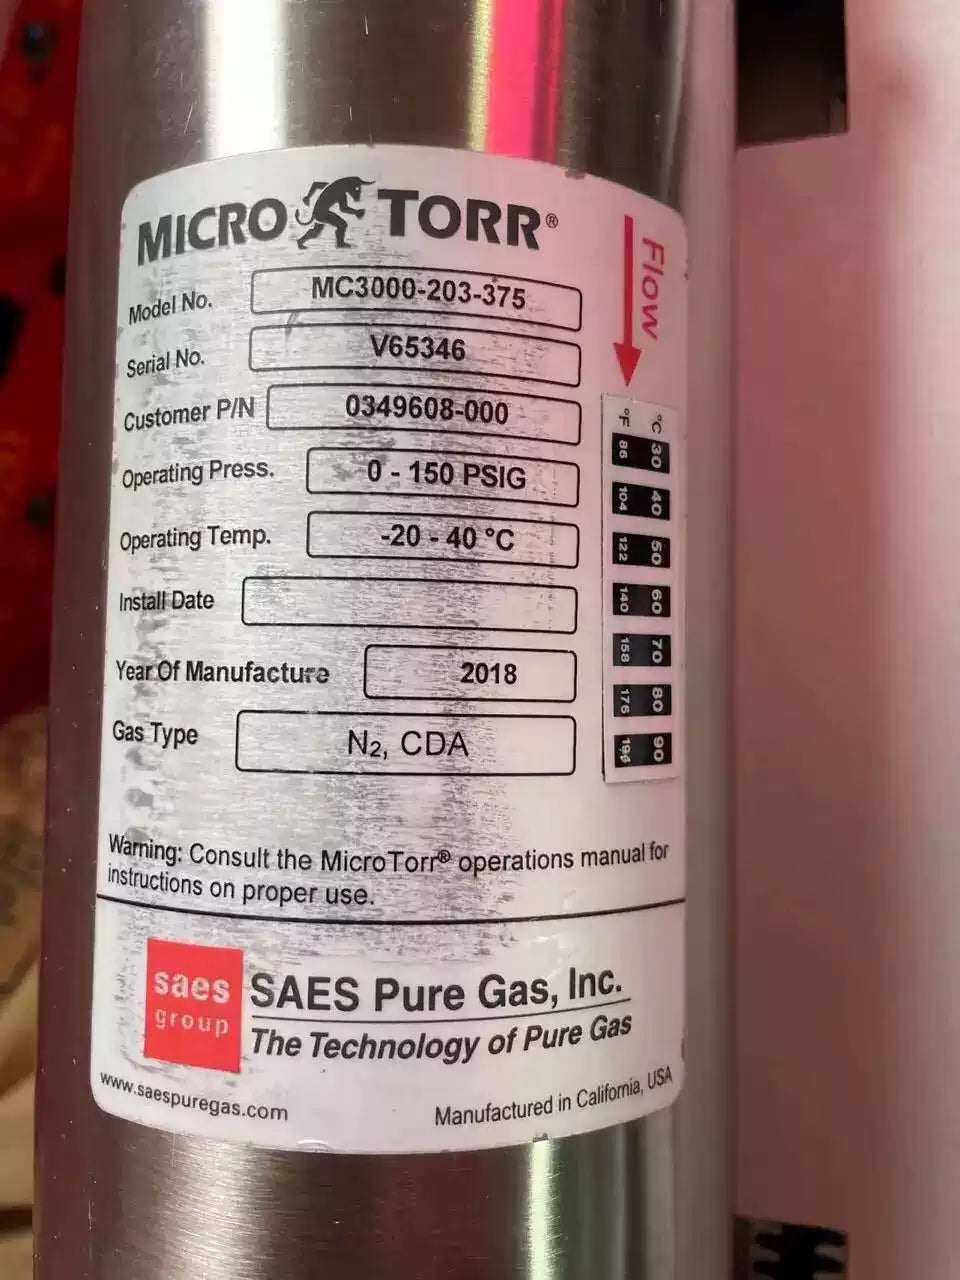 MICRO TORR®
Flow
Model No. MC3000-203-375
Serial No. V65346
Customer P/N 0349608-000
Operating Press. 0 - 150 PSIG
Operating Temp. -20 - 40 °C
Install Date
Year Of Manufacture 2018
Gas Type N₂, CDA
°F °C
86 30
104 40
122 50
140 60
158 70
176 80
194 90
Warning: Consult the MicroTorr® operations manual for
instructions on proper use.
saes
group
SAES Pure Gas, Inc.
The Technology of Pure Gas
www.saespuregas.com
Manufactured in California, USA